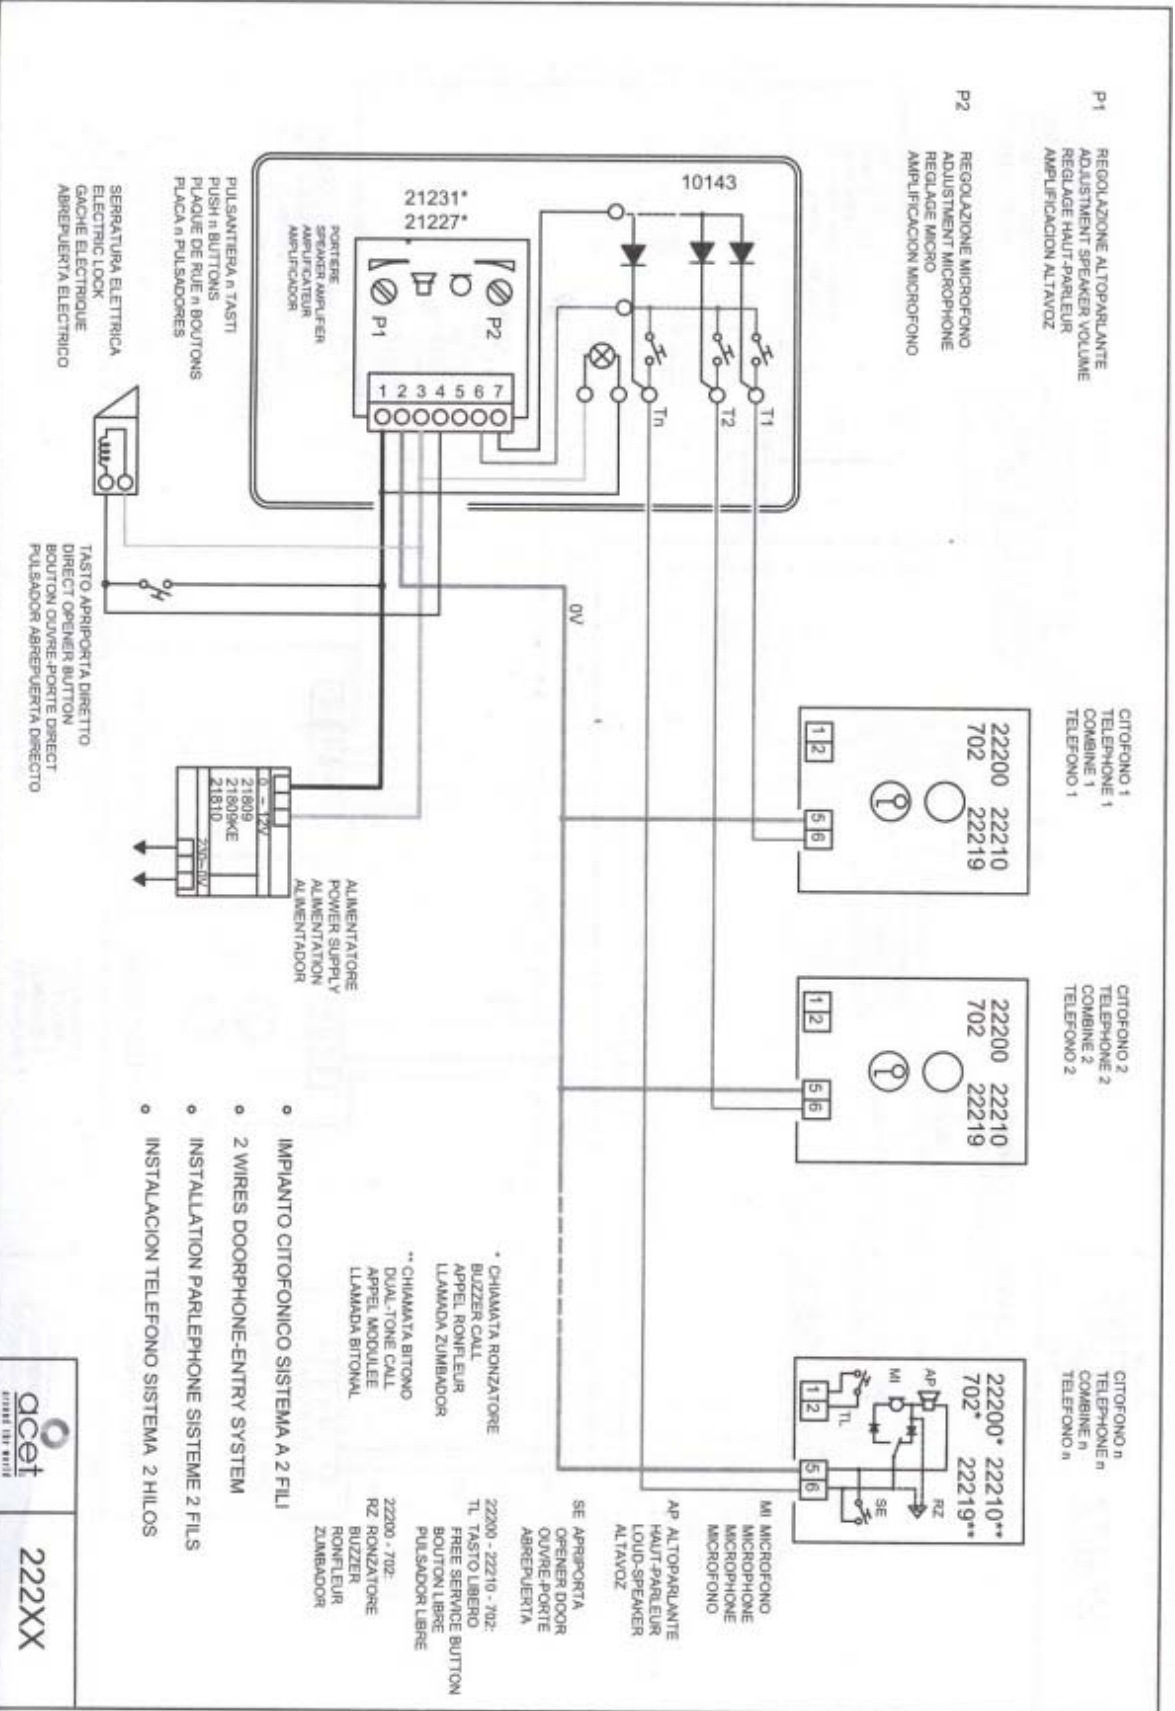 P1 REGOLAZIONE ALTOPARLANTE
ADJUSTMENT SPEAKER VOLUME
REGLAGE HAUT-PARLEUR
AMPLIFICACION ALTAVOZ
P2 REGOLAZIONE MICROFONO
ADJUSTMENT MICROPHONE
REGLAGE MICRO
AMPLIFICACION MICROFONO
CITOFONO 1
TELEPHONE 1
COMBINE 1
TELEFONO 1
22200 22210
702 22219
1 2
5 6
CITOFONO 2
TELEPHONE 2
COMBINE 2
TELEFONO 2
22200 22210
702 22219
1 2
5 6
CITOFONO n
TELEPHONE n
COMBINE n
TELEFONO n
22200* 22210**
702* 22219**
AP
MI
RZ
TL
SE
1 2
5 6
10143
T1
T2
Tn
21231*
21227*
P2
P1
PORTIERE
SPEAKER AMPLIFIER
AMPLIFICATEUR
AMPLIFICADOR
1 2 3 4 5 6 7
0V
PULSANTIERA n TASTI
PUSH n BUTTONS
PLAQUE DE RUE n BOUTONS
PLACA n PULSADORES
SERRATURA ELETTRICA
ELECTRIC LOCK
GACHE ELECTRIQUE
ABREPUERTA ELECTRICO
TASTO APRIPORTA DIRETTO
DIRECT OPENER BUTTON
BOUTON OUVRE-PORTE DIRECT
PULSADOR ABREPUERTA DIRECTO
0 ~ 12V
21809
21809KE
21810
230~0V
ALIMENTATORE
POWER SUPPLY
ALIMENTATION
ALIMENTADOR
MI MICROFONO
MICROPHONE
MICROPHONE
MICROFONO
AP ALTOPARLANTE
HAUT-PARLEUR
LOUD-SPEAKER
ALTAVOZ
SE APRIPORTA
OPENER DOOR
OUVRE-PORTE
ABREPUERTA
22200 - 22210 - 702:
TL TASTO LIBERO
FREE SERVICE BUTTON
BOUTON LIBRE
PULSADOR LIBRE
22200 - 702:
RZ RONZATORE
BUZZER
RONFLEUR
ZUMBADOR
* CHIAMATA RONZATORE
BUZZER CALL
APPEL RONFLEUR
LLAMADA ZUMBADOR
** CHIAMATA BITONO
DUAL-TONE CALL
APPEL MODULEE
LLAMADA BITONAL
° IMPIANTO CITOFONICO SISTEMA A 2 FILI
° 2 WIRES DOORPHONE-ENTRY SYSTEM
° INSTALLATION PARLEPHONE SISTEME 2 FILS
° INSTALACION TELEFONO SISTEMA 2 HILOS
acet
around the world
222XX